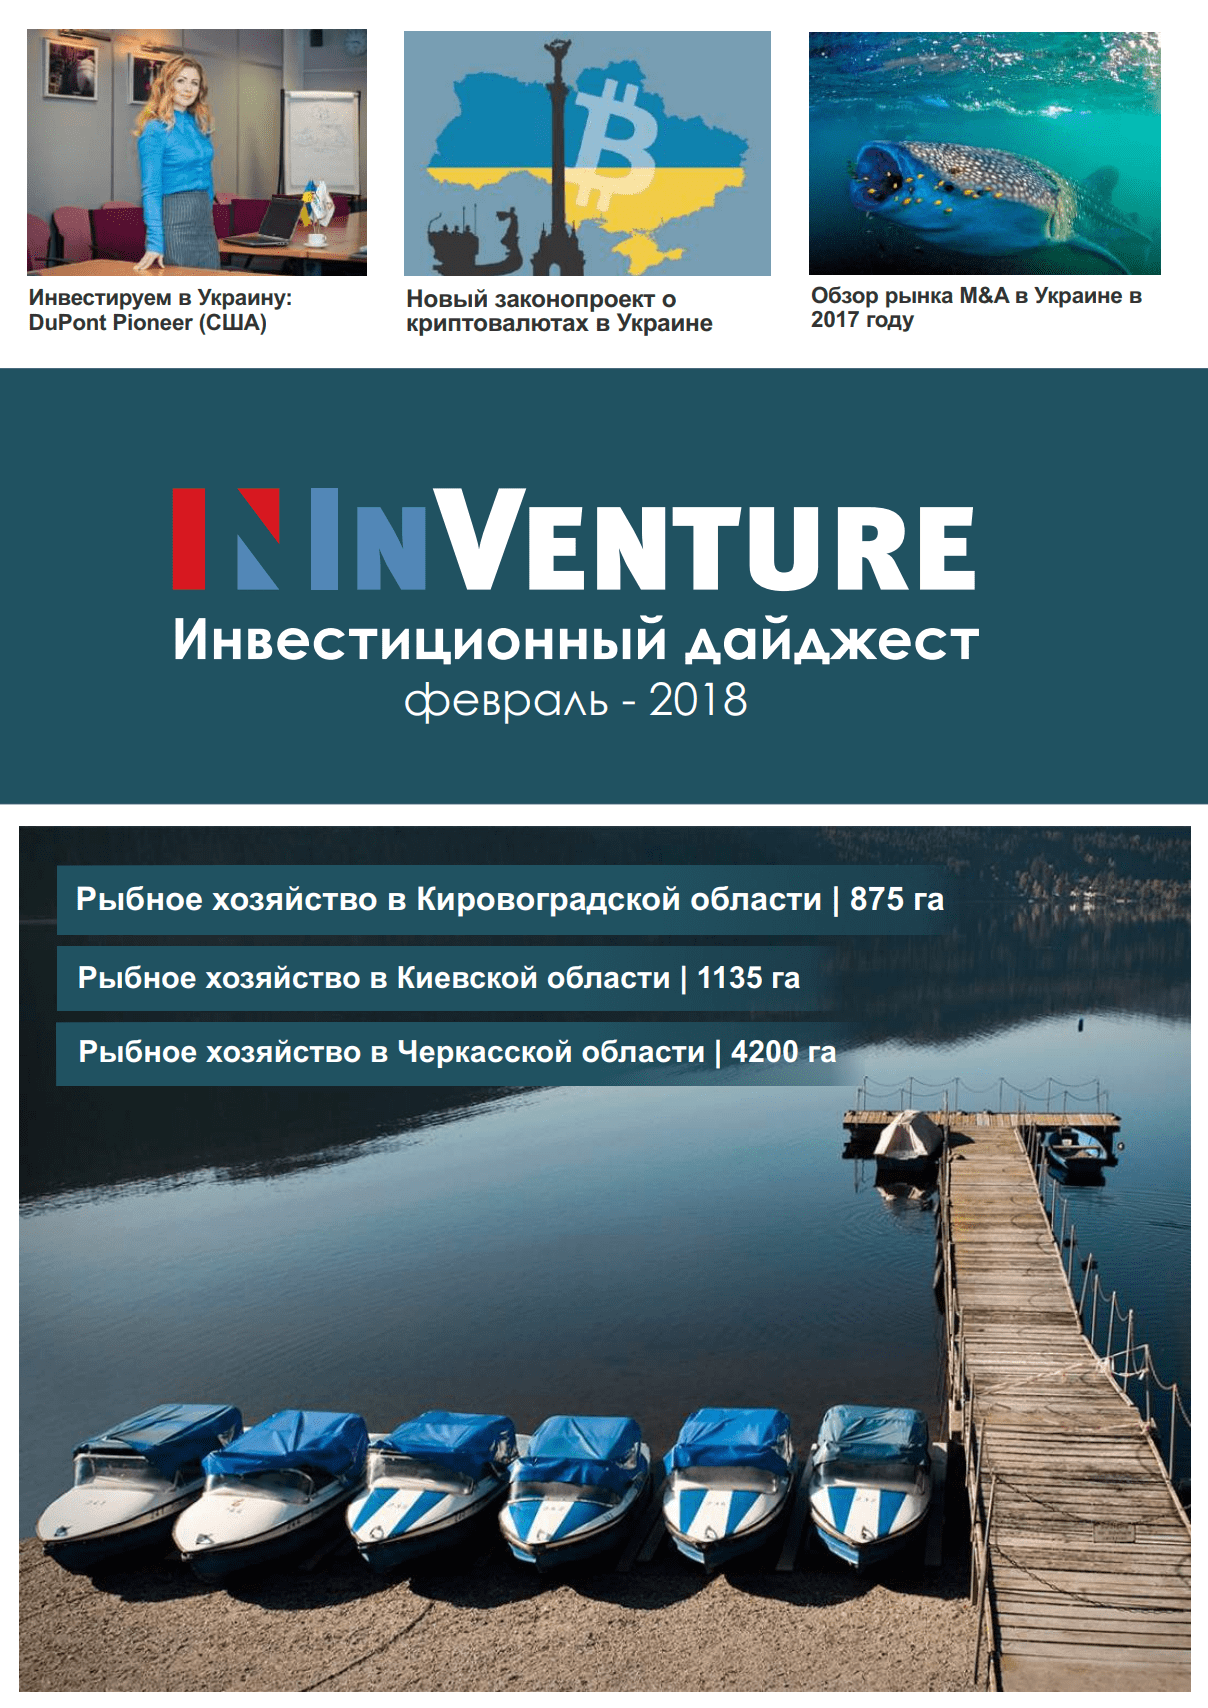 Инвестируем в Украину:
DuPont Pioneer (США)
Новый законопроект о
криптовалютах в Украине
Обзор рынка M&A в Украине в
2017 году
INVENTURE
Инвестиционный дайджест
февраль - 2018
Рыбное хозяйство в Кировоградской области | 875 га
Рыбное хозяйство в Киевской области | 1135 га
Рыбное хозяйство в Черкасской области | 4200 га